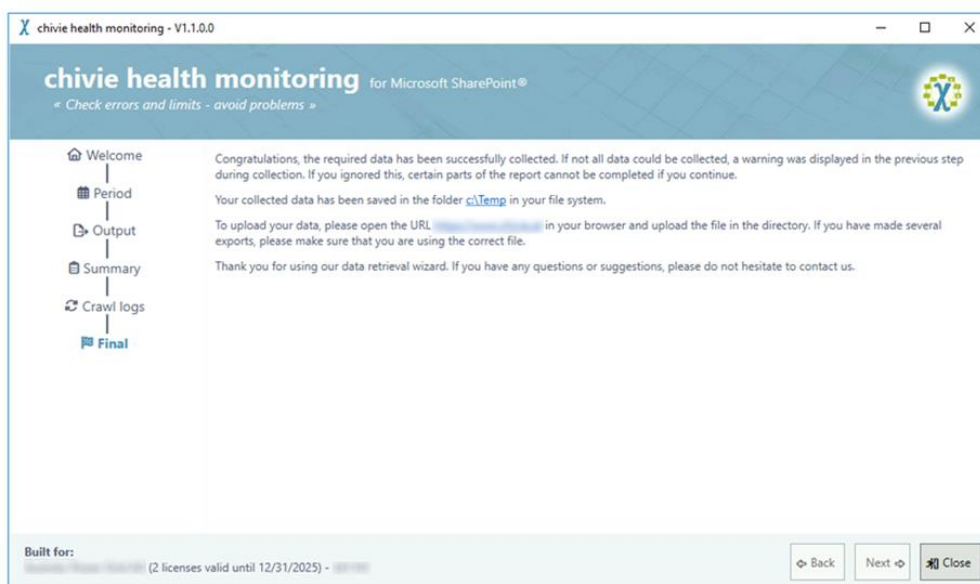 chivie health monitoring - V1.1.0.0
chivie health monitoring for Microsoft SharePoint®
« Check errors and limits - avoid problems »
Welcome
Period
Output
Summary
Crawl logs
Final
Congratulations, the required data has been successfully collected. If not all data could be collected, a warning was displayed in the previous step
during collection. If you ignored this, certain parts of the report cannot be completed if you continue.
Your collected data has been saved in the folder c:\Temp in your file system.
To upload your data, please open the URL in your browser and upload the file in the directory. If you have made several
exports, please make sure that you are using the correct file.
Thank you for using our data retrieval wizard. If you have any questions or suggestions, please do not hesitate to contact us.
Built for:
(2 licenses valid until 12/31/2025) -
Back
Next
Close